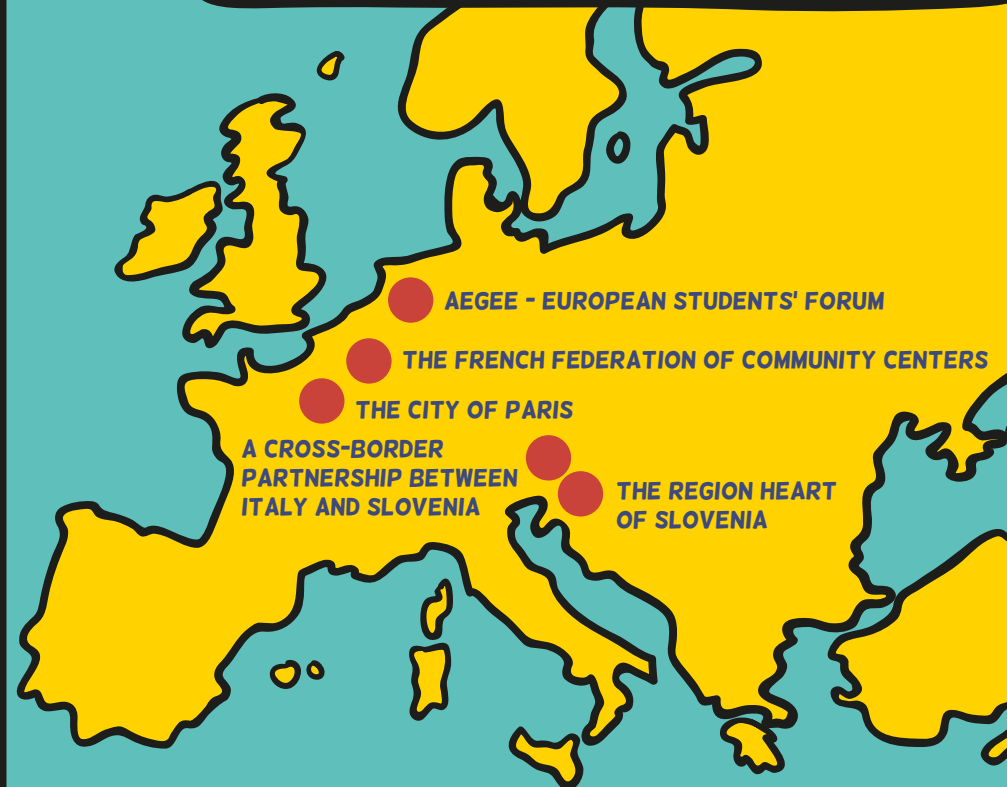 AEGEE - EUROPEAN STUDENTS' FORUM
THE FRENCH FEDERATION OF COMMUNITY CENTERS
THE CITY OF PARIS
A CROSS-BORDER
PARTNERSHIP BETWEEN
ITALY AND SLOVENIA
THE REGION HEART
OF SLOVENIA